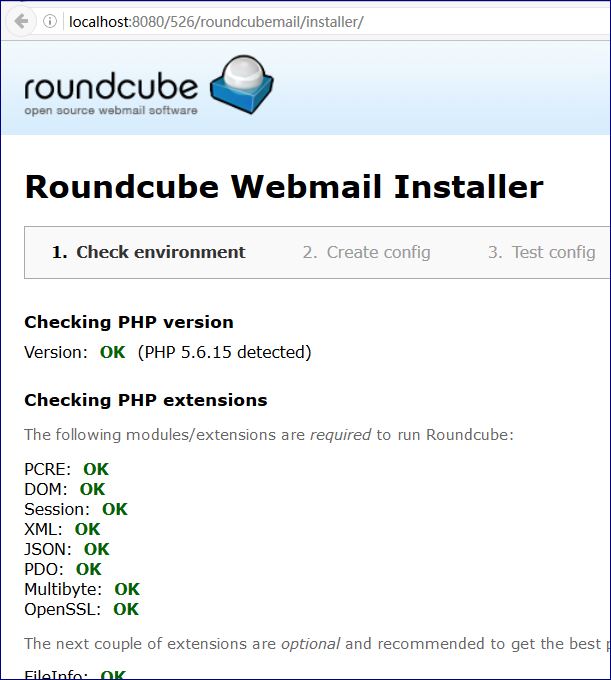 localhost:8080/526/roundcubemail/installer/
roundcube
open source webmail software
Roundcube Webmail Installer
1. Check environment 2. Create config 3. Test config
Checking PHP version
Version: OK (PHP 5.6.15 detected)
Checking PHP extensions
The following modules/extensions are required to run Roundcube:
PCRE: OK
DOM: OK
Session: OK
XML: OK
JSON: OK
PDO: OK
Multibyte: OK
OpenSSL: OK
The next couple of extensions are optional and recommended to get the best
FileInfo: OK